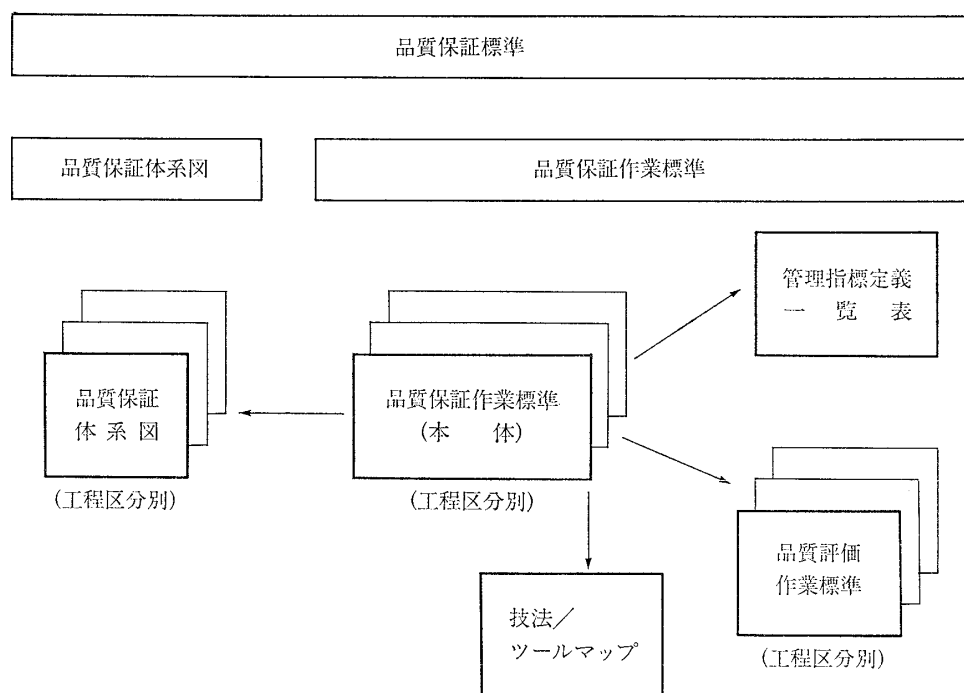 品質保証標準
品質保証体系図
品質保証作業標準
管理指標定義
一覧表
品質保証
体系図
品質保証作業標準
(本体)
(工程区分別)
(工程区分別)
品質評価
作業標準
(工程区分別)
技法／
ツールマップ